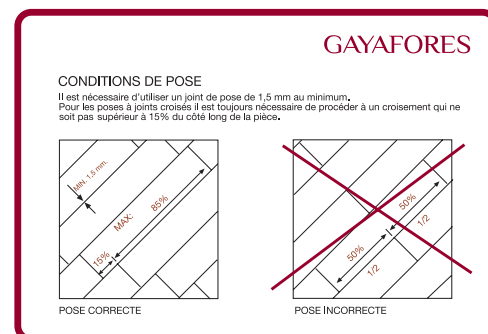 GAYAFORES
CONDITIONS DE POSE
Il est nécessaire d'utiliser un joint de pose de 1,5 mm au minimum.
Pour les poses à joints croisés il est toujours nécessaire de procéder à un croisement qui ne
soit pas supérieur à 15% du côté long de la pièce.
MIN. 1,5 mm.
MAX:
85%
15%
50%
1/2
50%
1/2
POSE CORRECTE
POSE INCORRECTE